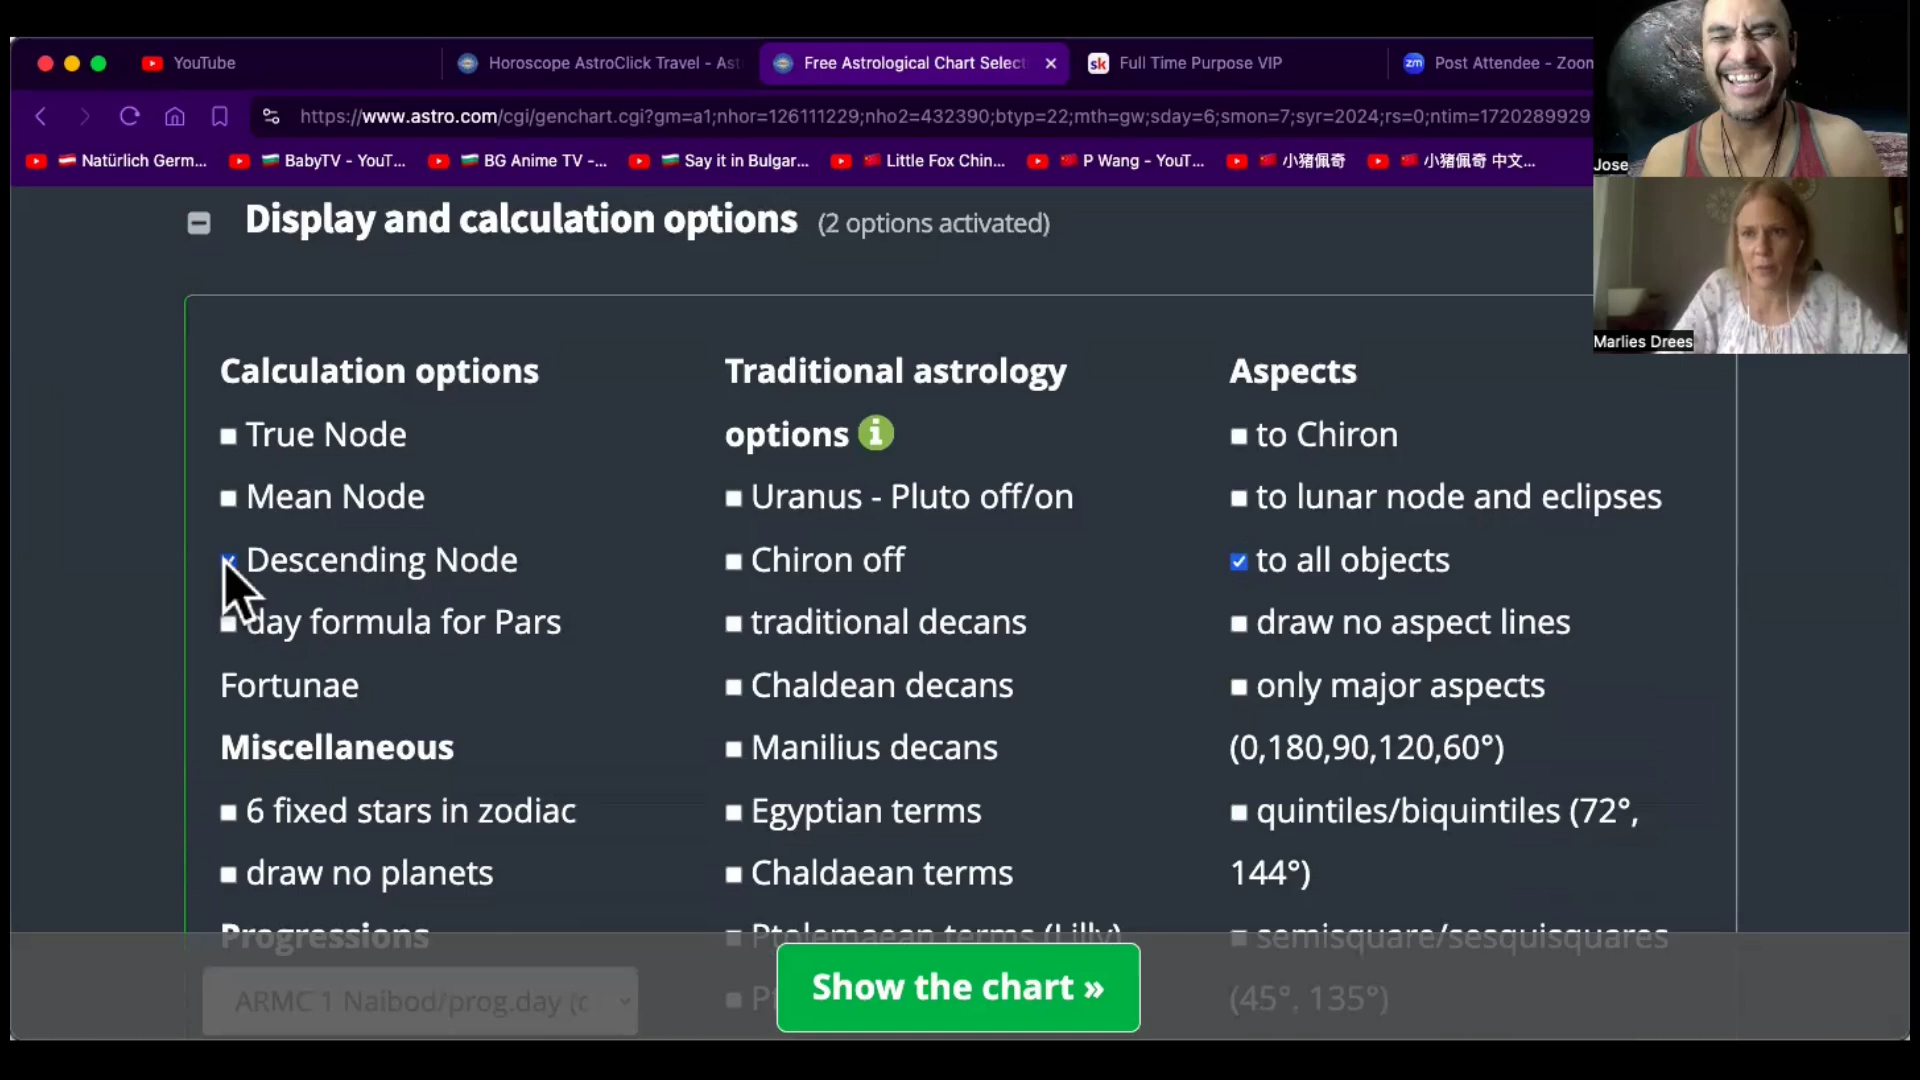 YouTube
Horoscope AstroClick Travel - Ast
Free Astrological Chart Select
Full Time Purpose VIP
Post Attendee - Zoom
https://www.astro.com/cgi/genchart.cgi?gm=a1;nhor=126111229;nho2=432390;btyp=22;mth=gw;sday=6;smon=7;syr=2024;rs=0;ntim=1720289929
Natürlich Germ...
BabyTV - YouT...
BG Anime TV -...
Say it in Bulgar...
Little Fox Chin...
P Wang - YouT...
小猪佩奇
小猪佩奇 中文...
Jose
Marlies Drees
Display and calculation options (2 options activated)
Calculation options
True Node
Mean Node
Descending Node
day formula for Pars
Fortunae
Miscellaneous
6 fixed stars in zodiac
draw no planets
Progressions
ARMC 1 Naibod/prog.day (c
Traditional astrology
options
Uranus - Pluto off/on
Chiron off
traditional decans
Chaldean decans
Manilius decans
Egyptian terms
Chaldaean terms
Ptolemaean terms (Lilly)
Aspects
to Chiron
to lunar node and eclipses
to all objects
draw no aspect lines
only major aspects
(0,180,90,120,60°)
quintiles/biquintiles (72°,
144°)
semisquare/sesquisquares
(45°, 135°)
Show the chart »